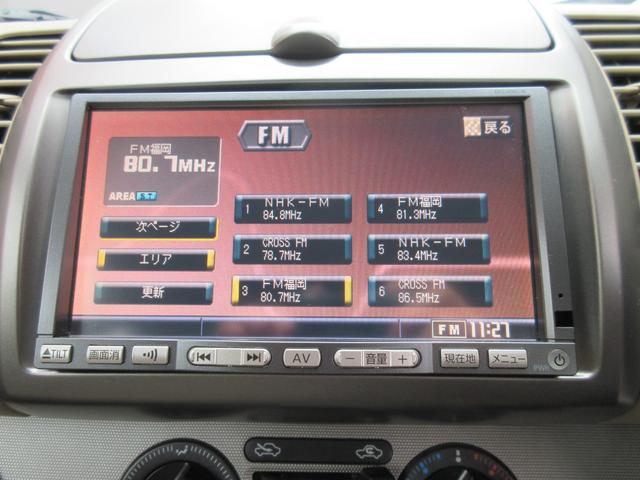 FM
戻る
FM福岡
80.7MHz
AREA ST
次ページ
エリア
更新
1 NHK-FM
84.8MHz
2 CROSS FM
78.7MHz
3 FM福岡
80.7MHz
4 FM福岡
81.3MHz
5 NHK-FM
83.4MHz
6 CROSS FM
86.5MHz
FM 11:27
TILT
画面消
AV
− 音量 +
現在地
メニュー
PWR